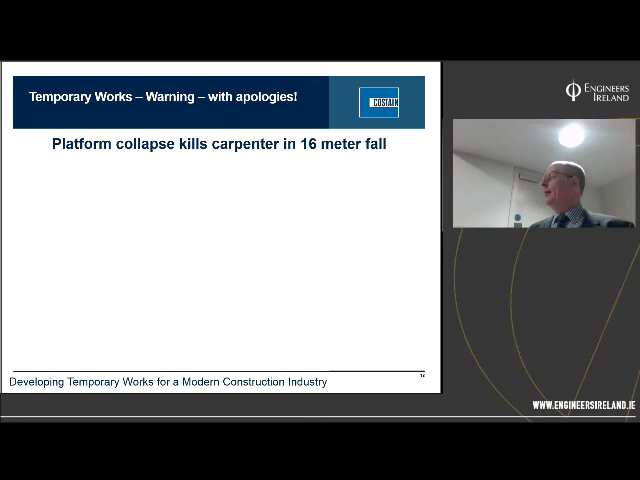 Temporary Works – Warning – with apologies!
COSTAIN
Platform collapse kills carpenter in 16 meter fall
Developing Temporary Works for a Modern Construction Industry
ENGINEERS
IRELAND
WWW.ENGINEERSIRELAND.IE